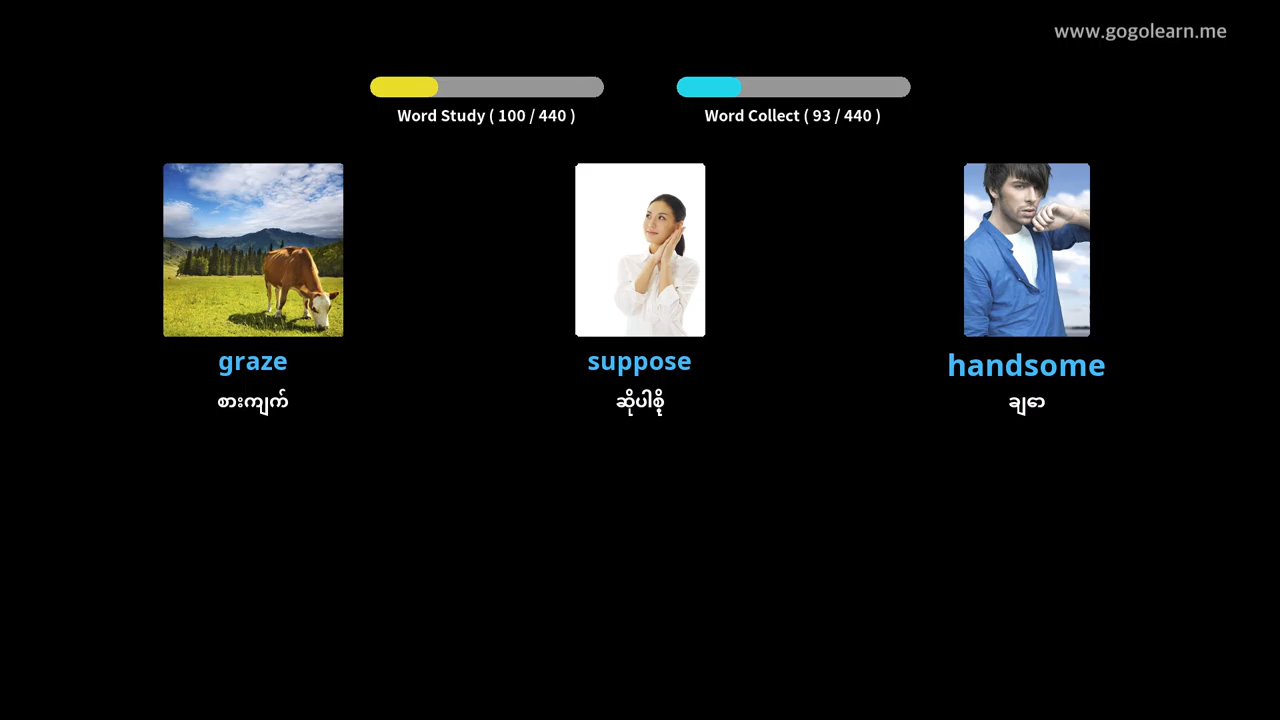 www.gogolearn.me
Word Study ( 100 / 440 )
Word Collect ( 93 / 440 )
graze
suppose
handsome
စားကျက်
ဆိုပါစို့
ချော